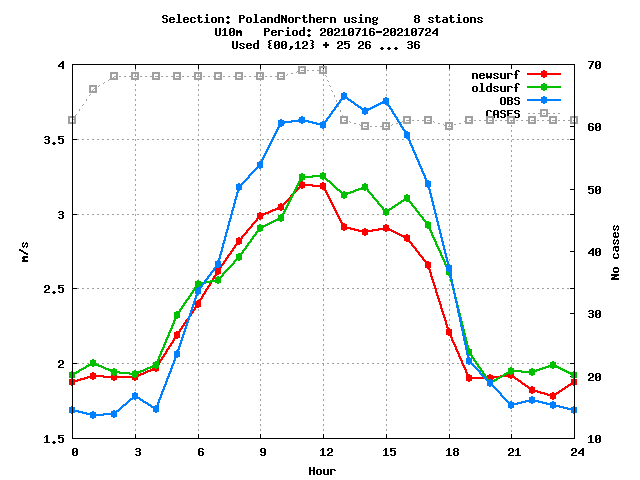 Selection: PolandNorthern using     8 stations
U10m   Period: 20210716-20210724
Used {00,12} + 25 26 ... 36
newsurf
oldsurf
OBS
CASES
4
3.5
3
2.5
2
1.5
m/s
70
60
50
40
30
20
10
No cases
0 3 6 9 12 15 18 21 24
Hour